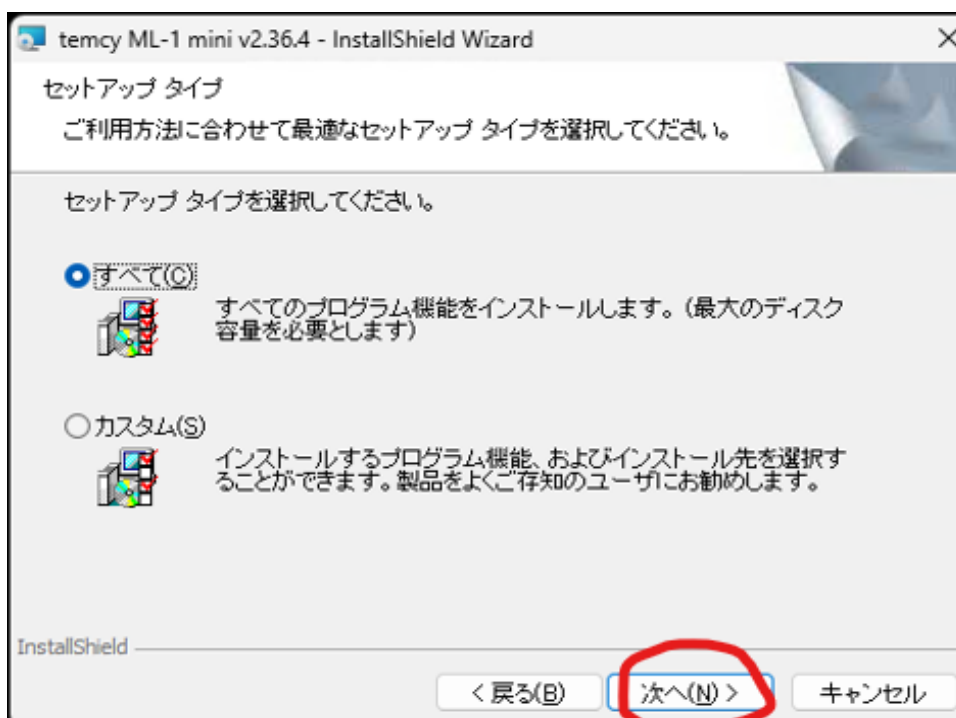 temcy ML-1 mini v2.36.4 - InstallShield Wizard
セットアップ タイプ
ご利用方法に合わせて最適なセットアップ タイプを選択してください。
セットアップ タイプを選択してください。
すべて(C)
すべてのプログラム機能をインストールします。(最大のディスク
容量を必要とします)
カスタム(S)
インストールするプログラム機能、およびインストール先を選択す
ることができます。製品をよくご存知のユーザにお勧めします。
InstallShield
< 戻る(B) 次へ(N) > キャンセル